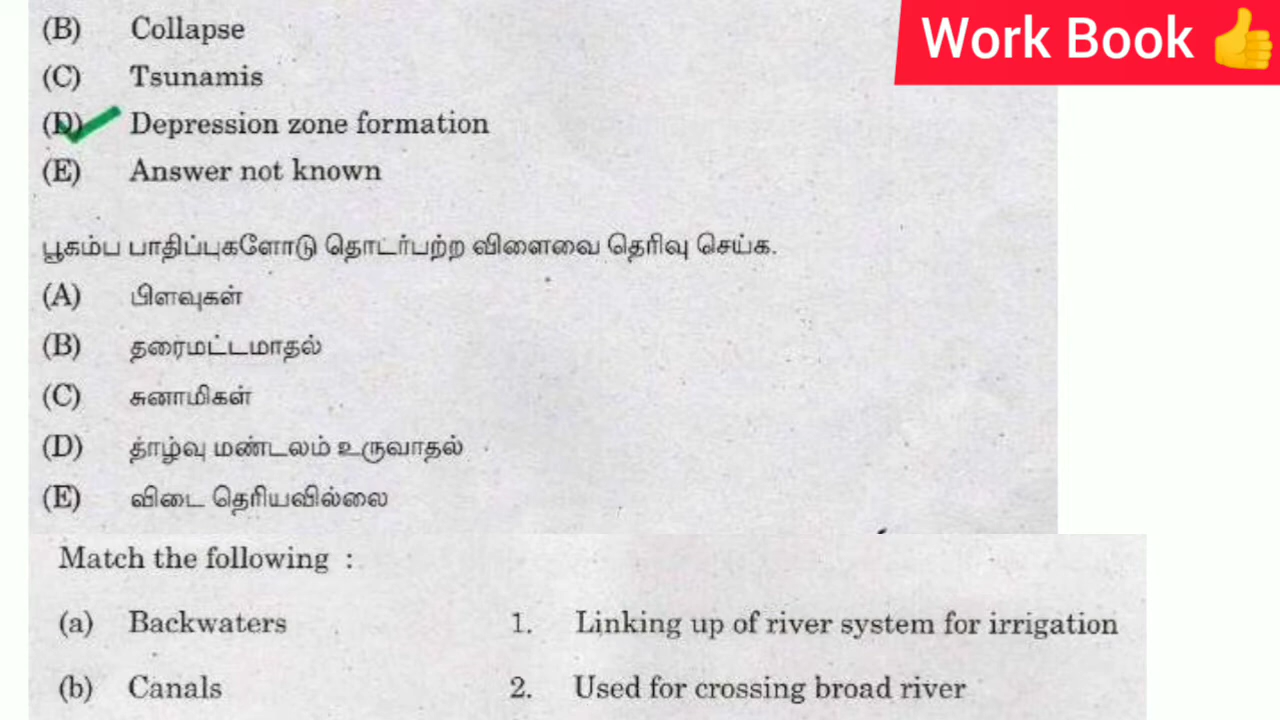 (B) Collapse
Work Book 👍
(C) Tsunamis
(D) Depression zone formation
(E) Answer not known
பூகம்ப பாதிப்புகளோடு தொடர்பற்ற விளைவை தெரிவு செய்க.
(A) பிளவுகள்
(B) தரைமட்டமாதல்
(C) சுனாமிகள்
(D) தாழ்வு மண்டலம் உருவாதல்
(E) விடை தெரியவில்லை
Match the following :
(a) Backwaters 1. Linking up of river system for irrigation
(b) Canals 2. Used for crossing broad river